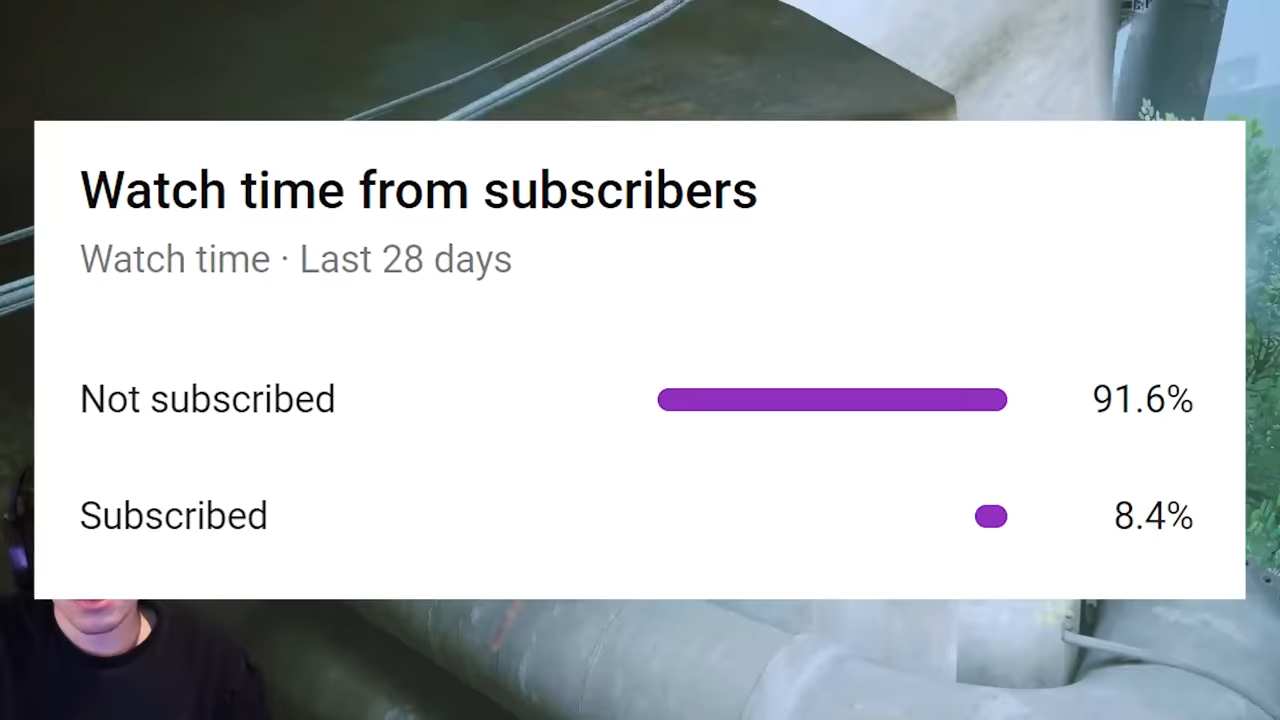 Watch time from subscribers
Watch time · Last 28 days
Not subscribed 91.6%
Subscribed 8.4%